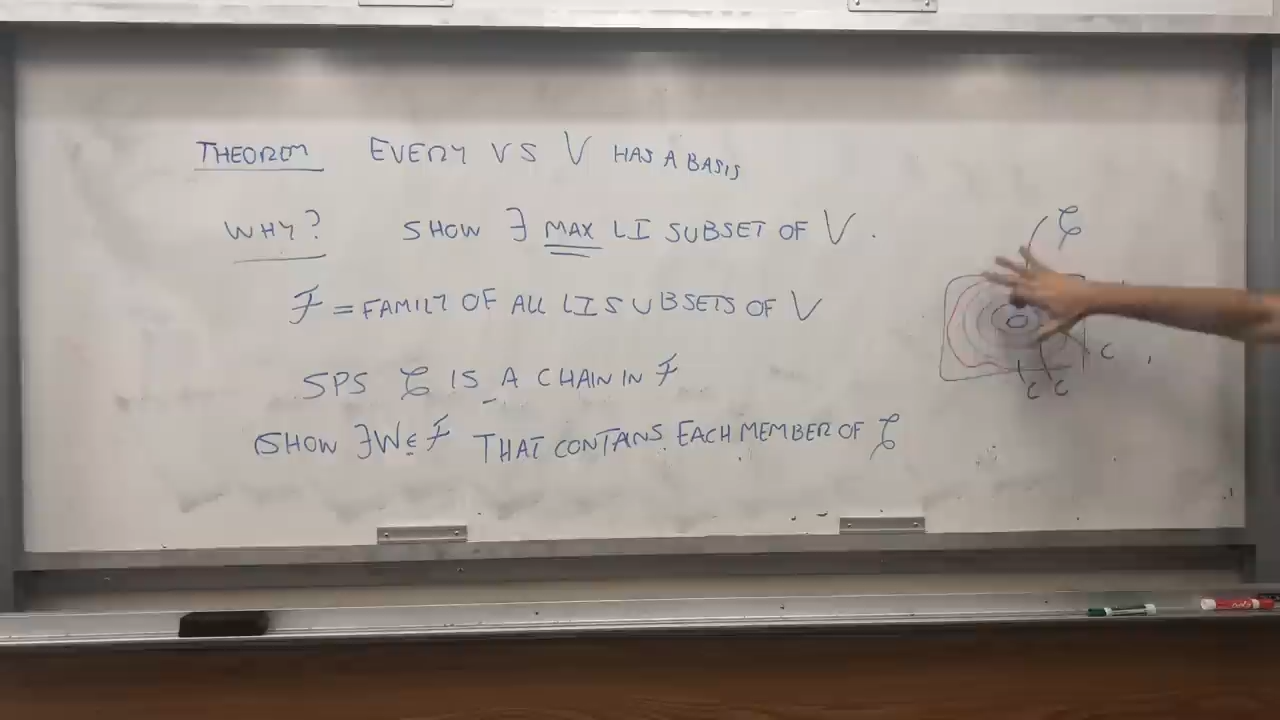 THEOREM EVERY VS V HAS A BASIS
WHY? SHOW ∃ MAX LI SUBSET OF V.
ℱ = FAMILY OF ALL LI SUBSETS OF V
SPS 𝒞 IS A CHAIN IN ℱ
SHOW ∃W∈ℱ THAT CONTAINS EACH MEMBER OF 𝒞
𝒞
C
C C